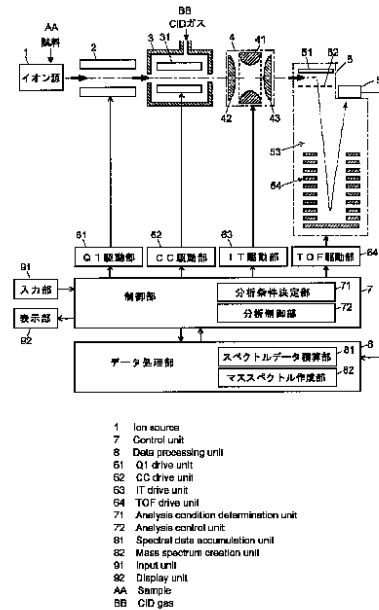 AA
試料
BB
CIDガス
1
イオン源
2
3
31
4
41
42
43
51
52
5
53
54
61
62
63
64
Q1駆動部
CC駆動部
IT駆動部
TOF駆動部
91
入力部
92
表示部
制御部
分析条件決定部
71
分析制御部
72
7
データ処理部
スペクトルデータ積算部
81
マススペクトル作成部
82
8
1 Ion source
7 Control unit
8 Data processing unit
61 Q1 drive unit
62 CC drive unit
63 IT drive unit
64 TOF drive unit
71 Analysis condition determination unit
72 Analysis control unit
81 Spectral data accumulation unit
82 Mass spectrum creation unit
91 Input unit
92 Display unit
AA Sample
BB CID gas